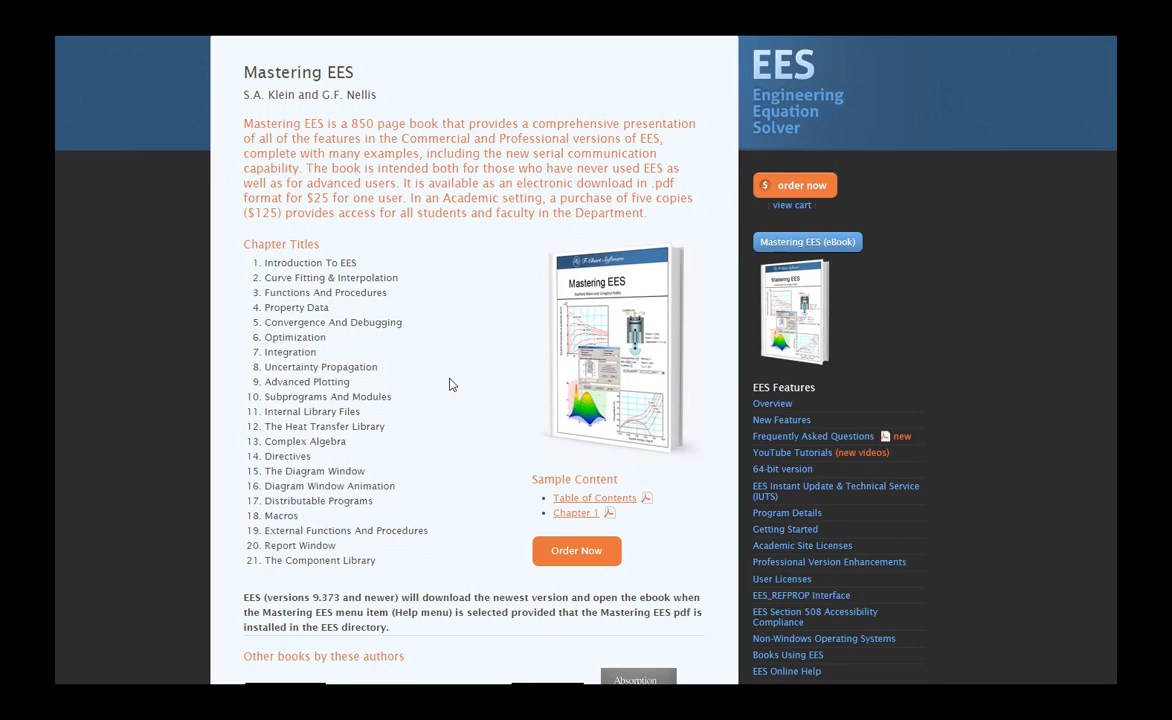 Mastering EES
S.A. Klein and G.F. Nellis
Mastering EES is a 850 page book that provides a comprehensive presentation
of all of the features in the Commercial and Professional versions of EES,
complete with many examples, including the new serial communication
capability. The book is intended both for those who have never used EES as
well as for advanced users. It is available as an electronic download in .pdf
format for $25 for one user. In an Academic setting, a purchase of five copies
($125) provides access for all students and faculty in the Department.
Chapter Titles
1. Introduction To EES
2. Curve Fitting & Interpolation
3. Functions And Procedures
4. Property Data
5. Convergence And Debugging
6. Optimization
7. Integration
8. Uncertainty Propagation
9. Advanced Plotting
10. Subprograms And Modules
11. Internal Library Files
12. The Heat Transfer Library
13. Complex Algebra
14. Directives
15. The Diagram Window
16. Diagram Window Animation
17. Distributable Programs
18. Macros
19. External Functions And Procedures
20. Report Window
21. The Component Library
F-Chart Software
Mastering EES
Sample Content
• Table of Contents
• Chapter 1
Order Now
EES (versions 9.373 and newer) will download the newest version and open the ebook when
the Mastering EES menu item (Help menu) is selected provided that the Mastering EES pdf is
installed in the EES directory.
Other books by these authors
Absorption
EES
Engineering
Equation
Solver
$ order now
view cart
Mastering EES (eBook)
Mastering EES
EES Features
Overview
New Features
Frequently Asked Questions new
YouTube Tutorials (new videos)
64-bit version
EES Instant Update & Technical Service
(IUTS)
Program Details
Getting Started
Academic Site Licenses
Professional Version Enhancements
User Licenses
EES_REFPROP Interface
EES Section 508 Accessibility
Compliance
Non-Windows Operating Systems
Books Using EES
EES Online Help